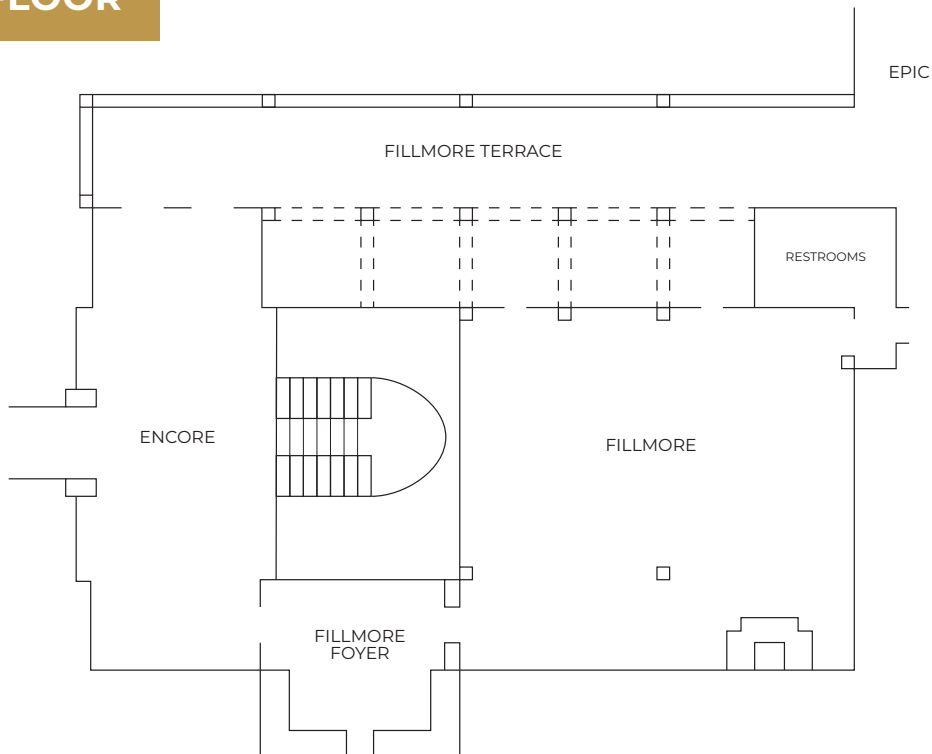 FLOOR
EPIC
FILLMORE TERRACE
RESTROOMS
ENCORE
FILLMORE
FILLMORE
FOYER